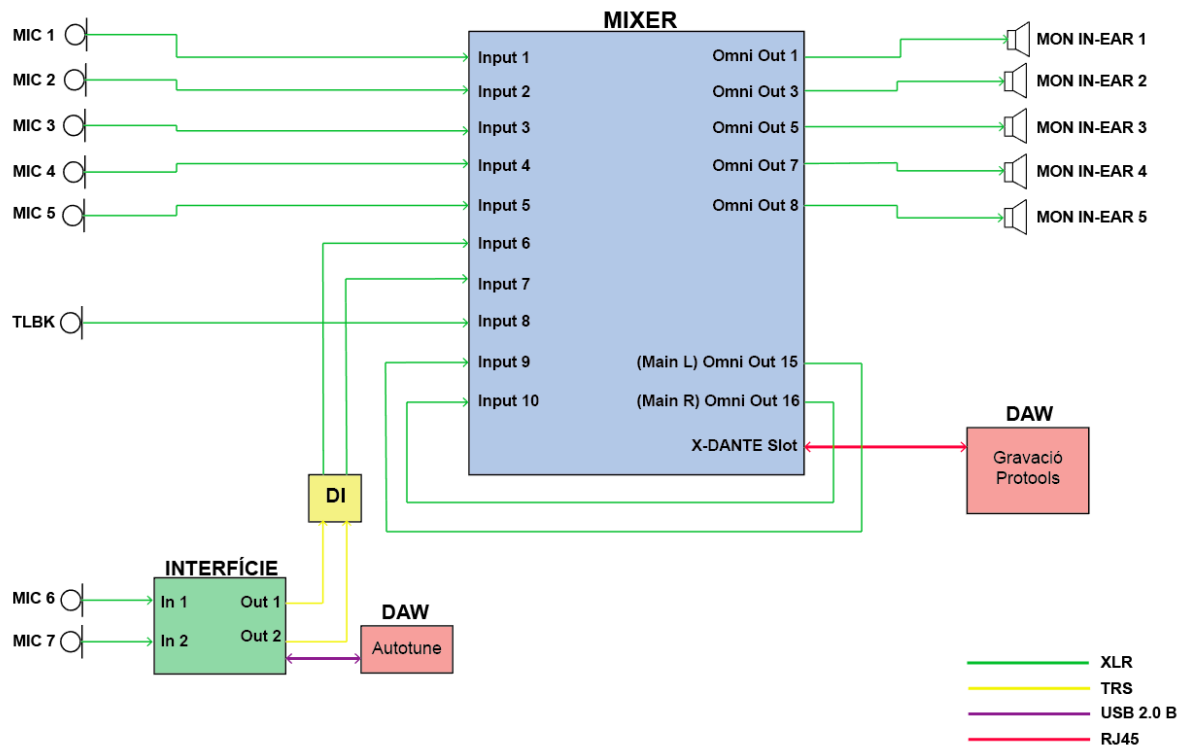 MIXER
MIC 1
MIC 2
MIC 3
MIC 4
MIC 5
TLBK
Input 1
Input 2
Input 3
Input 4
Input 5
Input 6
Input 7
Input 8
Input 9
Input 10
Omni Out 1
Omni Out 3
Omni Out 5
Omni Out 7
Omni Out 8
(Main L) Omni Out 15
(Main R) Omni Out 16
X-DANTE Slot
MON IN-EAR 1
MON IN-EAR 2
MON IN-EAR 3
MON IN-EAR 4
MON IN-EAR 5
DAW
Gravació
Protools
DI
INTERFÍCIE
MIC 6
MIC 7
In 1
In 2
Out 1
Out 2
DAW
Autotune
XLR
TRS
USB 2.0 B
RJ45